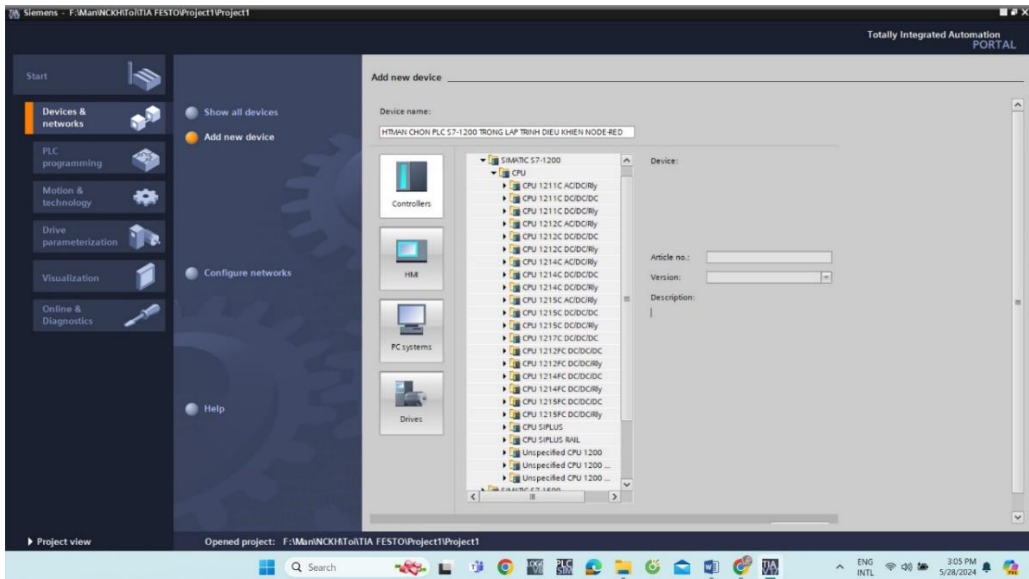 Siemens - F:\Man\NCKH\Toi\TIA FESTO\Project1\Project1
Totally Integrated Automation
PORTAL
Start
Devices &
networks
PLC
programming
Motion &
technology
Drive
parameterization
Visualization
Online &
Diagnostics
Show all devices
Add new device
Configure networks
Help
Add new device
Device name:
HTMAN CHON PLC S7-1200 TRONG LAP TRINH DIEU KHIEN NODE-RED
Controllers
HMI
PC systems
Drives
SIMATIC S7-1200
CPU
CPU 1211C AC/DC/Rly
CPU 1211C DC/DC/DC
CPU 1211C DC/DC/Rly
CPU 1212C AC/DC/Rly
CPU 1212C DC/DC/DC
CPU 1212C DC/DC/Rly
CPU 1214C AC/DC/Rly
CPU 1214C DC/DC/DC
CPU 1214C DC/DC/Rly
CPU 1215C AC/DC/Rly
CPU 1215C DC/DC/DC
CPU 1215C DC/DC/Rly
CPU 1217C DC/DC/DC
CPU 1212FC DC/DC/DC
CPU 1212FC DC/DC/Rly
CPU 1214FC DC/DC/DC
CPU 1214FC DC/DC/Rly
CPU 1215FC DC/DC/DC
CPU 1215FC DC/DC/Rly
CPU SIPLUS
CPU SIPLUS RAIL
Unspecified CPU 1200
Unspecified CPU 1200 ...
Unspecified CPU 1200 ...
SIMATIC S7-1500
Device:
Article no.:
Version:
Description:
Project view
Opened project: F:\Man\NCKH\Toi\TIA FESTO\Project1\Project1
Search
ENG
INTL
3:05 PM
5/28/2024